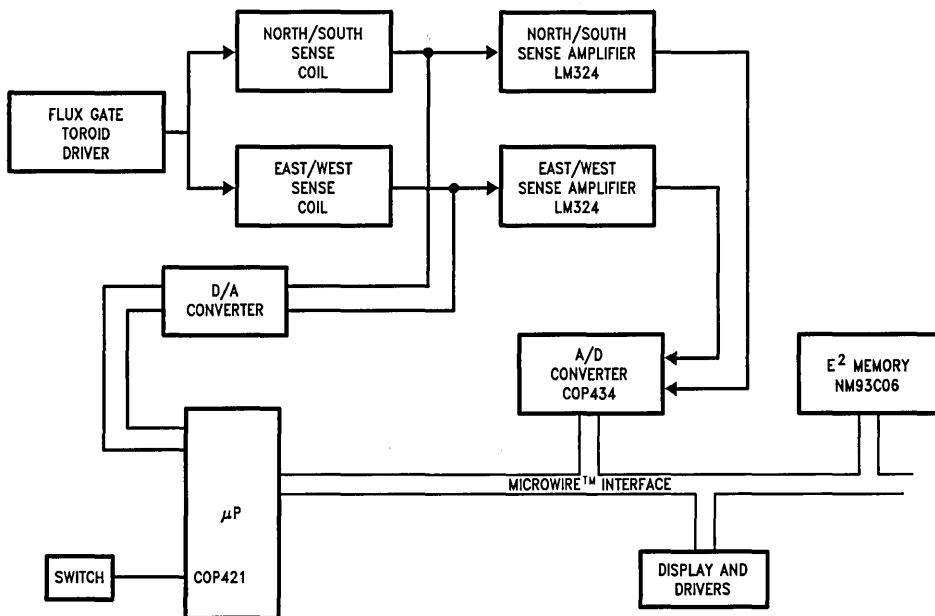 NORTH/SOUTH
SENSE
COIL
NORTH/SOUTH
SENSE AMPLIFIER
LM324
FLUX GATE
TOROID
DRIVER
EAST/WEST
SENSE
COIL
EAST/WEST
SENSE AMPLIFIER
LM324
D/A
CONVERTER
A/D
CONVERTER
COP434
E² MEMORY
NM93C06
MICROWIRE™ INTERFACE
μP
SWITCH
COP421
DISPLAY AND
DRIVERS